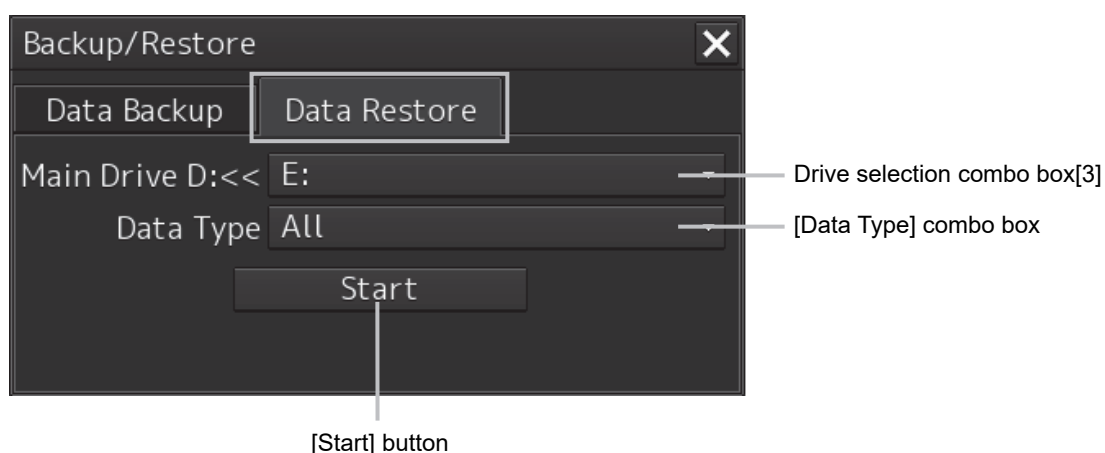 Backup/Restore
Data Backup
Data Restore
Main Drive D:<< E:
Drive selection combo box[3]
Data Type All
[Data Type] combo box
Start
[Start] button